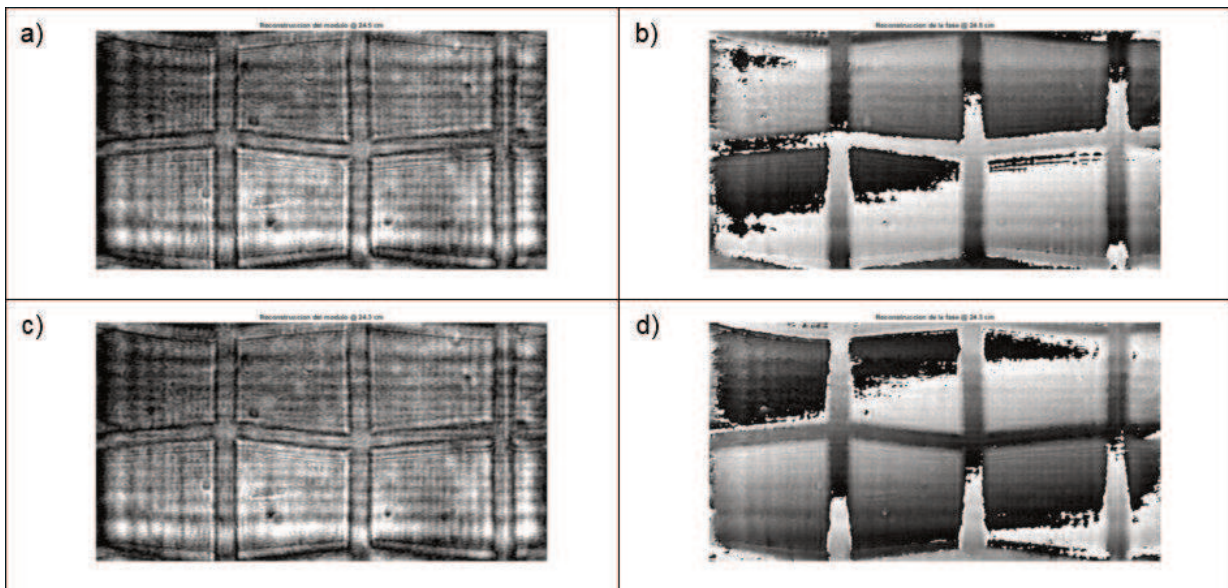 a)
Reconstruccion del modulo @ 24.5 cm
b)
Reconstruccion de la fase @ 24.5 cm
c)
Reconstruccion del modulo @ 24.3 cm
d)
Reconstruccion de la fase @ 24.3 cm